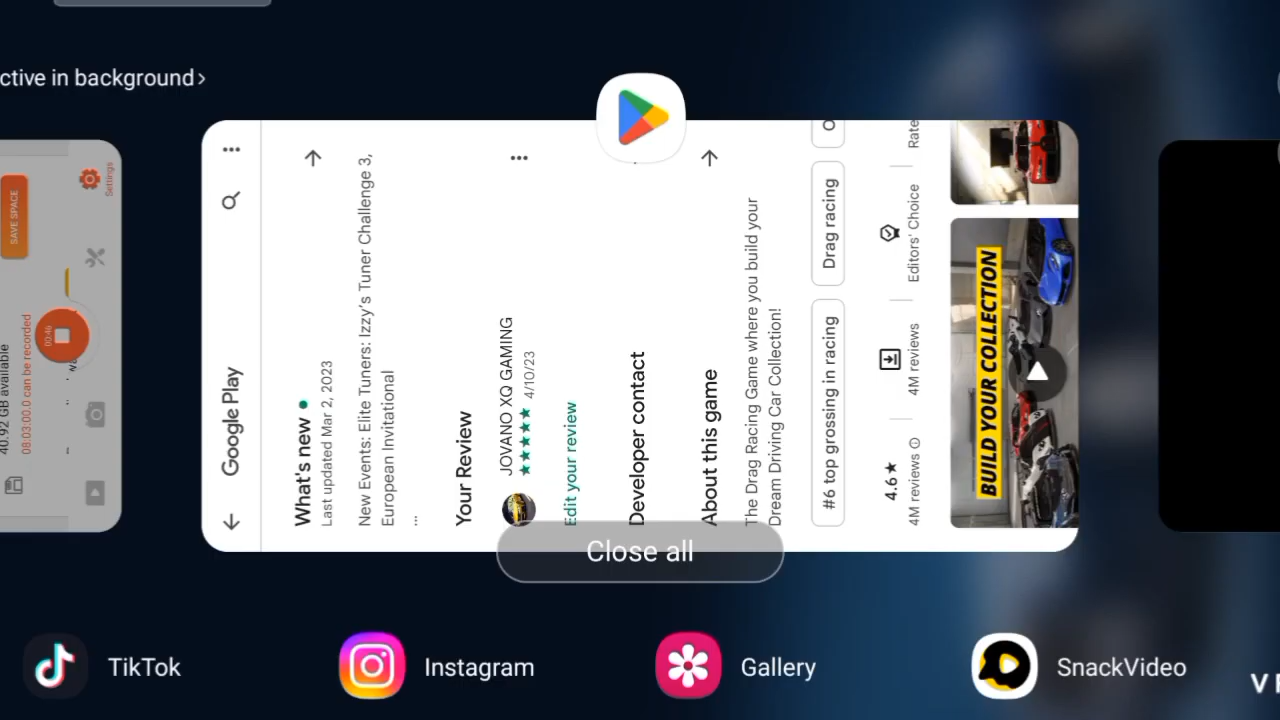 ctive in background >
SAVE SPACE
Settings
40.92 GB available
08:03:00.0 can be recorded
00:46
Google Play
What's new
Last updated Mar 2, 2023
New Events: Elite Tuners: Izzy's Tuner Challenge 3,
European Invitational
...
Your Review
JOVANO XQ GAMING
★★★★★ 4/10/23
Edit your review
Developer contact
About this game
The Drag Racing Game where you build your
Dream Driving Car Collection!
#6 top grossing in racing
Drag racing
4.6★
4M reviews
4M reviews
Editors' Choice
Rate
BUILD YOUR COLLECTION
Close all
TikTok
Instagram
Gallery
SnackVideo